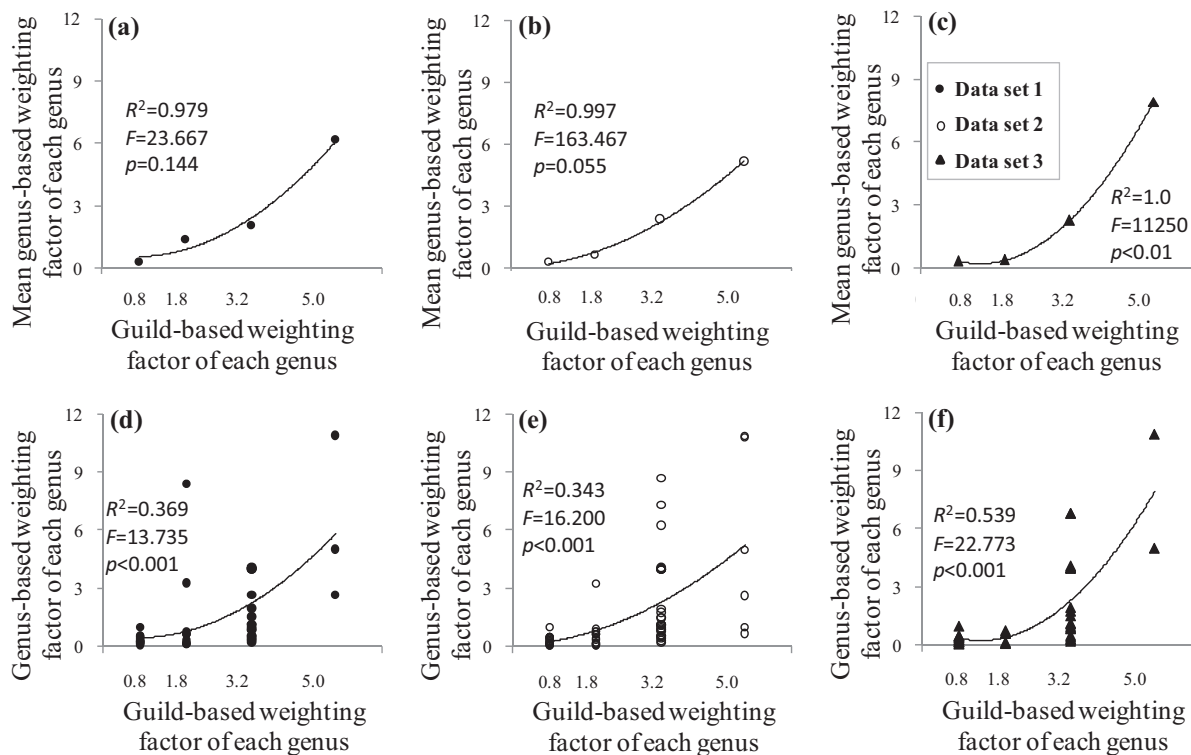 (a)
12
9
6
3
0
R²=0.979
F=23.667
p=0.144
0.8 1.8 3.2 5.0
Mean genus-based weighting
factor of each genus
Guild-based weighting
factor of each genus
(b)
12
9
6
3
0
R²=0.997
F=163.467
p=0.055
0.8 1.8 3.2 5.0
Mean genus-based weighting
factor of each genus
Guild-based weighting
factor of each genus
(c)
12
9
6
3
0
Data set 1
Data set 2
Data set 3
R²=1.0
F=11250
p<0.01
0.8 1.8 3.2 5.0
Mean genus-based weighting
factor of each genus
Guild-based weighting
factor of each genus
(d)
12
9
6
3
0
R²=0.369
F=13.735
p<0.001
0.8 1.8 3.2 5.0
Genus-based weighting
factor of each genus
Guild-based weighting
factor of each genus
(e)
12
9
6
3
0
R²=0.343
F=16.200
p<0.001
0.8 1.8 3.2 5.0
Genus-based weighting
factor of each genus
Guild-based weighting
factor of each genus
(f)
12
9
6
3
0
R²=0.539
F=22.773
p<0.001
0.8 1.8 3.2 5.0
Genus-based weighting
factor of each genus
Guild-based weighting
factor of each genus